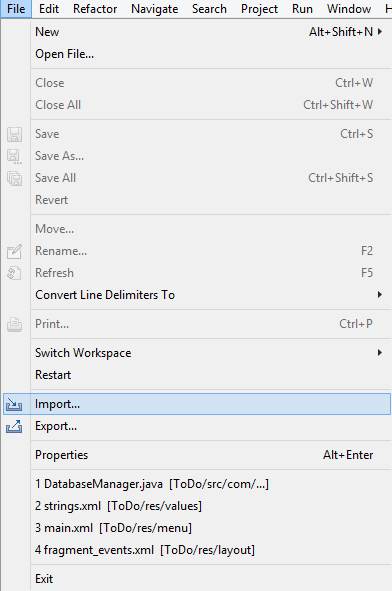 File Edit Refactor Navigate Search Project Run Window H
New Alt+Shift+N
Open File...
Close Ctrl+W
Close All Ctrl+Shift+W
Save Ctrl+S
Save As...
Save All Ctrl+Shift+S
Revert
Move...
Rename... F2
Refresh F5
Convert Line Delimiters To
Print... Ctrl+P
Switch Workspace
Restart
Import...
Export...
Properties Alt+Enter
1 DatabaseManager.java [ToDo/src/com/...]
2 strings.xml [ToDo/res/values]
3 main.xml [ToDo/res/menu]
4 fragment_events.xml [ToDo/res/layout]
Exit